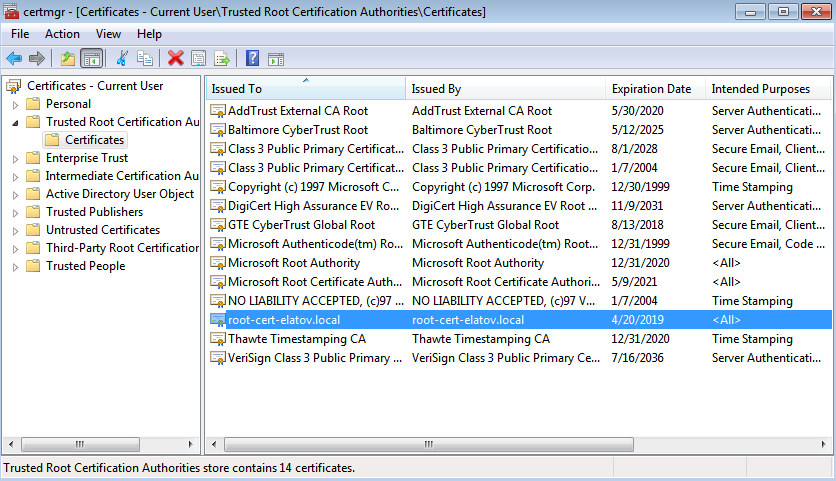 certmgr - [Certificates - Current User\Trusted Root Certification Authorities\Certificates]
File Action View Help
Certificates - Current User
Personal
Trusted Root Certification Au
Certificates
Enterprise Trust
Intermediate Certification Au
Active Directory User Object
Trusted Publishers
Untrusted Certificates
Third-Party Root Certification
Trusted People
Issued To Issued By Expiration Date Intended Purposes
AddTrust External CA Root AddTrust External CA Root 5/30/2020 Server Authenticati...
Baltimore CyberTrust Root Baltimore CyberTrust Root 5/12/2025 Server Authenticati...
Class 3 Public Primary Certificat... Class 3 Public Primary Certificatio... 8/1/2028 Secure Email, Client...
Class 3 Public Primary Certificat... Class 3 Public Primary Certificatio... 1/7/2004 Secure Email, Client...
Copyright (c) 1997 Microsoft C... Copyright (c) 1997 Microsoft Corp. 12/30/1999 Time Stamping
DigiCert High Assurance EV Ro... DigiCert High Assurance EV Root ... 11/9/2031 Server Authenticati...
GTE CyberTrust Global Root GTE CyberTrust Global Root 8/13/2018 Secure Email, Client...
Microsoft Authenticode(tm) Ro... Microsoft Authenticode(tm) Root... 12/31/1999 Secure Email, Code ...
Microsoft Root Authority Microsoft Root Authority 12/31/2020 <All>
Microsoft Root Certificate Auth... Microsoft Root Certificate Authori... 5/9/2021 <All>
NO LIABILITY ACCEPTED, (c)97 ... NO LIABILITY ACCEPTED, (c)97 V... 1/7/2004 Time Stamping
root-cert-elatov.local root-cert-elatov.local 4/20/2019 <All>
Thawte Timestamping CA Thawte Timestamping CA 12/31/2020 Time Stamping
VeriSign Class 3 Public Primary ... VeriSign Class 3 Public Primary Ce... 7/16/2036 Server Authenticati...
Trusted Root Certification Authorities store contains 14 certificates.